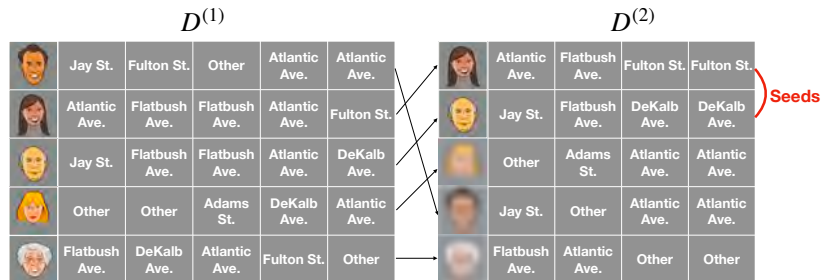 D(1) D(2)
Jay St. Fulton St. Other Atlantic Ave. Atlantic Ave.
Atlantic Ave. Flatbush Ave. Flatbush Ave. Atlantic Ave. Fulton St.
Jay St. Flatbush Ave. Flatbush Ave. Atlantic Ave. DeKalb Ave.
Other Other Adams St. DeKalb Ave. Atlantic Ave.
Flatbush Ave. DeKalb Ave. Atlantic Ave. Fulton St. Other
Atlantic Ave. Flatbush Ave. Fulton St. Fulton St.
Jay St. Flatbush Ave. DeKalb Ave. DeKalb Ave.
Other Adams St. Atlantic Ave. Atlantic Ave.
Jay St. Other Atlantic Ave. Atlantic Ave.
Flatbush Ave. Atlantic Ave. Other Other
Seeds